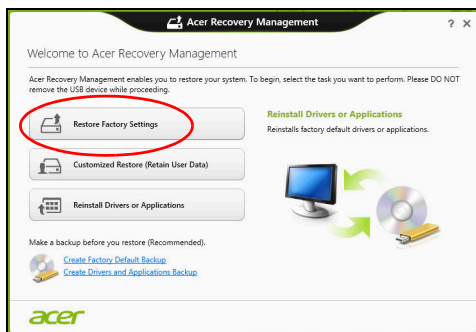 Acer Recovery Management
? X
Welcome to Acer Recovery Management
Acer Recovery Management enables you to restore your system. To begin, select the task you want to perform. Please DO NOT
remove the USB device while proceeding.
Restore Factory Settings
Customized Restore (Retain User Data)
Reinstall Drivers or Applications
Reinstall Drivers or Applications
Reinstalls factory default drivers or applications.
Make a backup before you restore (Recommended).
Create Factory Default Backup
Create Drivers and Applications Backup
acer